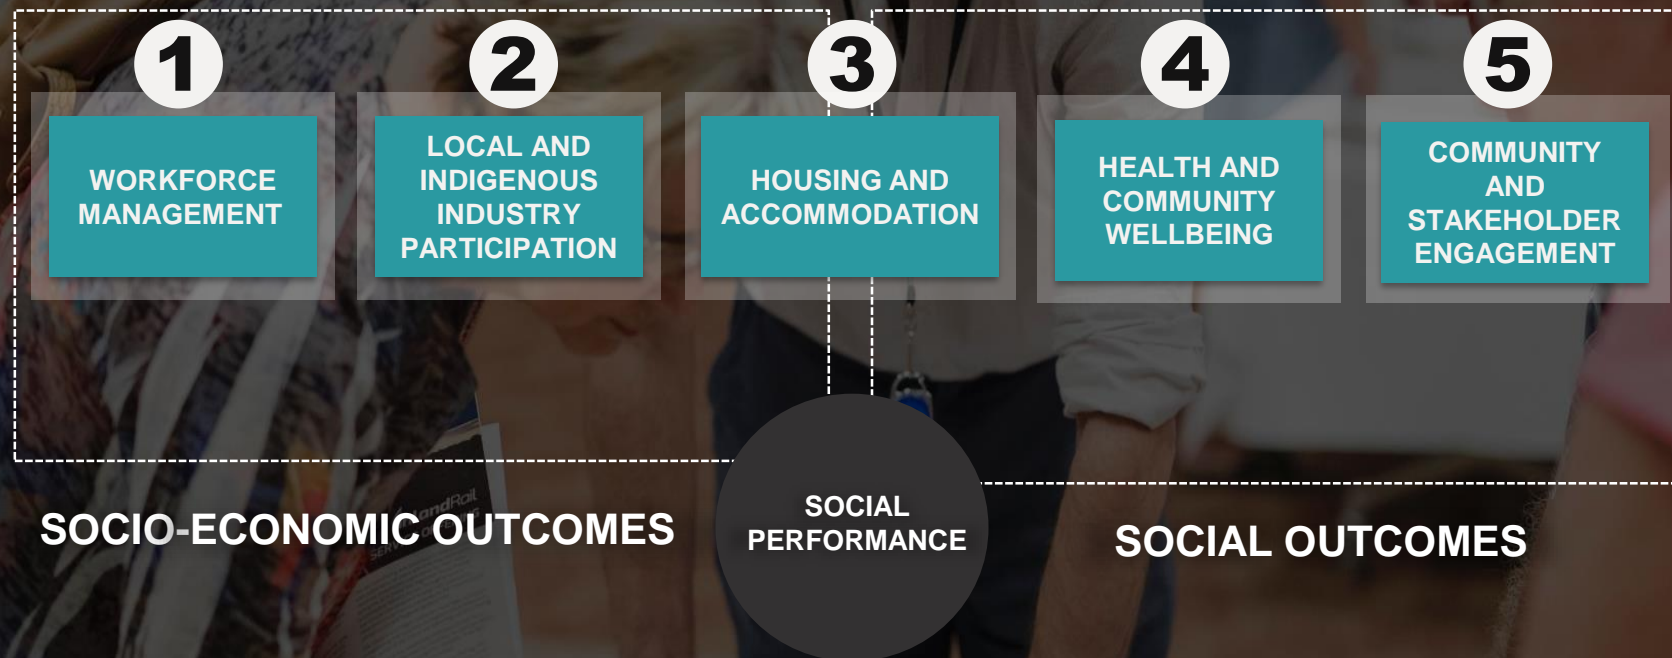 1
WORKFORCE
MANAGEMENT
2
LOCAL AND
INDIGENOUS
INDUSTRY
PARTICIPATION
3
HOUSING AND
ACCOMMODATION
4
HEALTH AND
COMMUNITY
WELLBEING
5
COMMUNITY
AND
STAKEHOLDER
ENGAGEMENT
SOCIO-ECONOMIC OUTCOMES
SOCIAL
PERFORMANCE
SOCIAL OUTCOMES